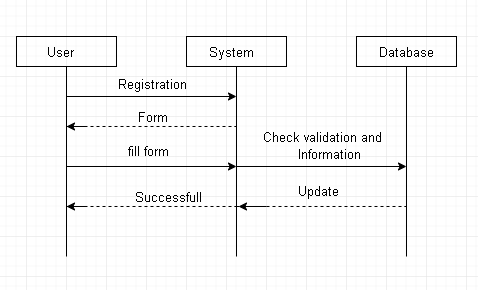 User
System
Database
Registration
Form
fill form
Check validation and
Information
Successfull
Update